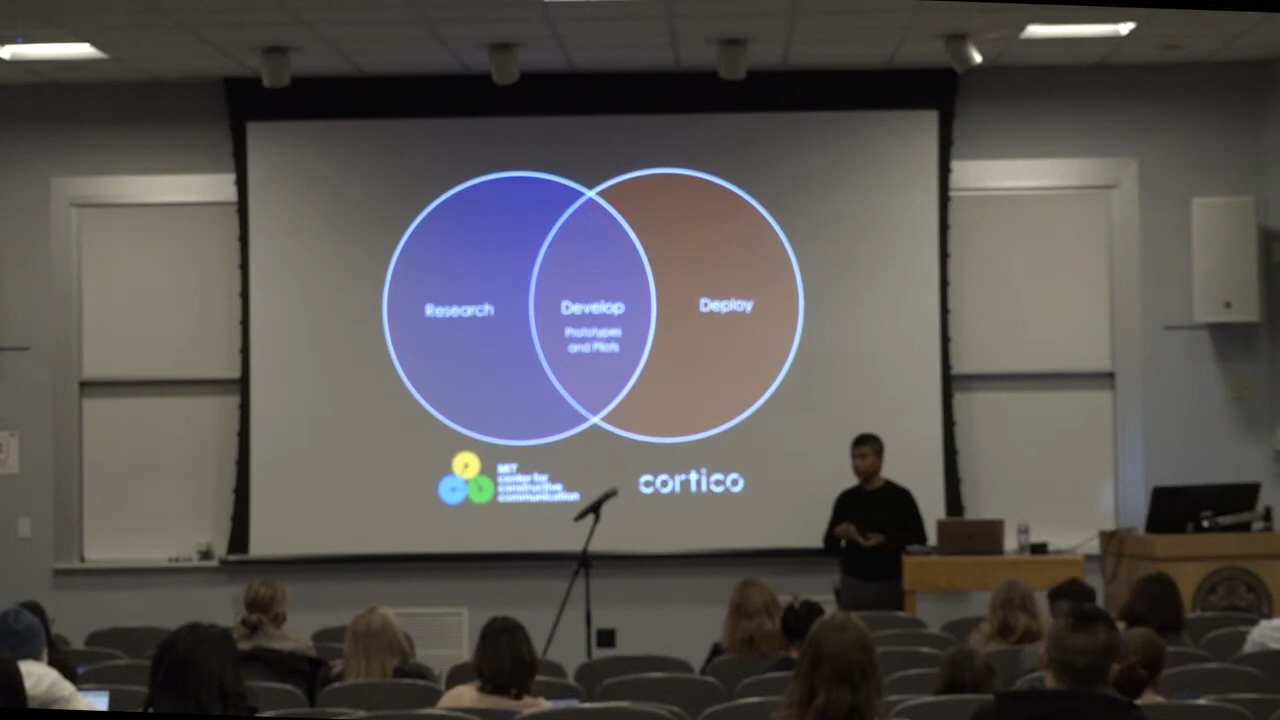 Research
Develop
Prototypes
and Pilots
Deploy
MIT
center for
constructive
communication
cortico